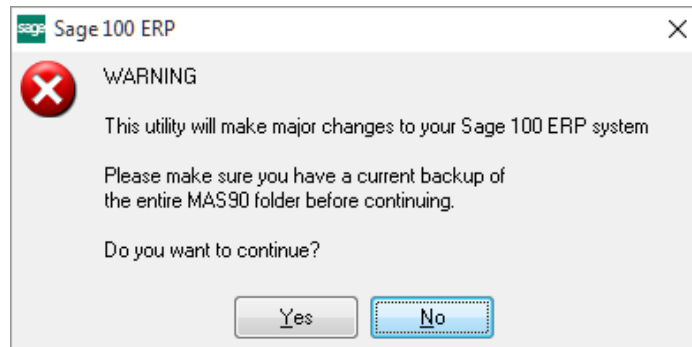 sage Sage 100 ERP
WARNING
This utility will make major changes to your Sage 100 ERP system
Please make sure you have a current backup of
the entire MAS90 folder before continuing.
Do you want to continue?
Yes No